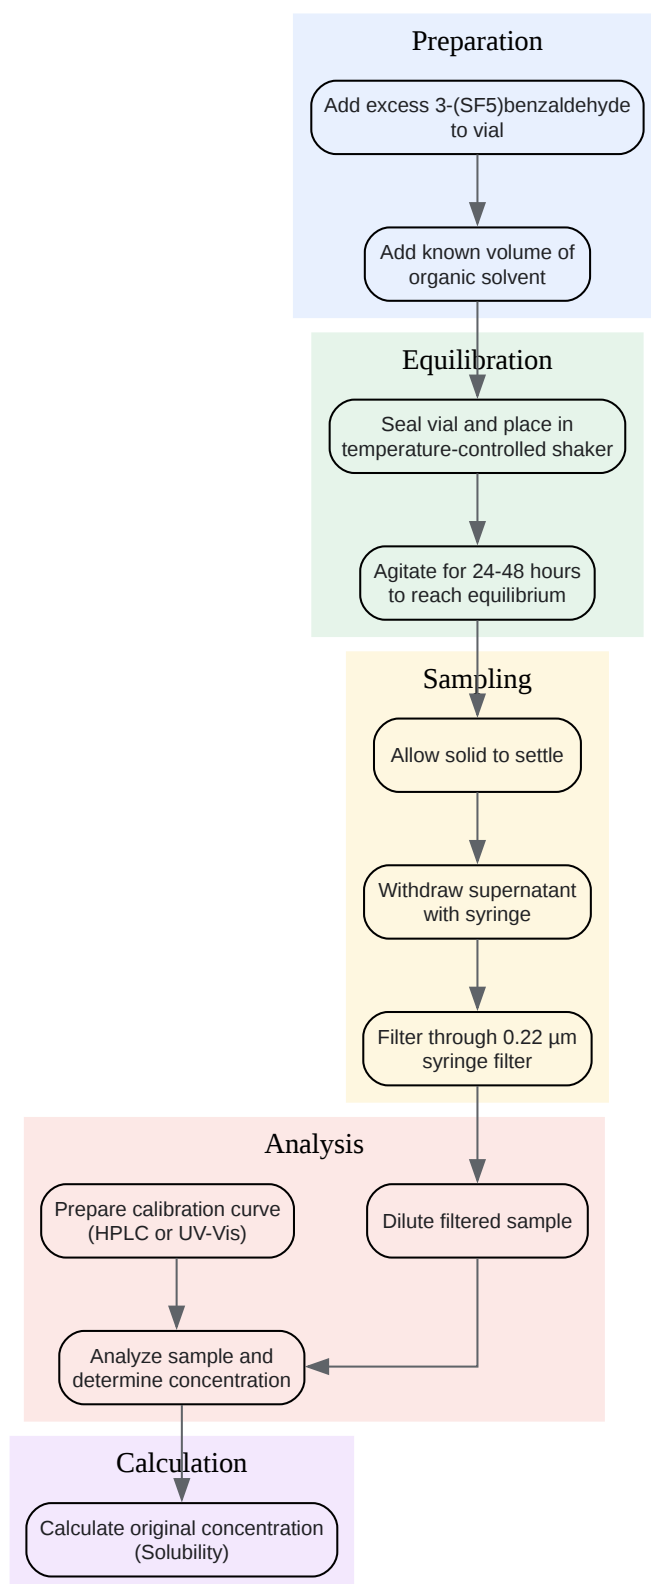 Preparation
Add excess 3-(SF5)benzaldehyde
to vial
Add known volume of
organic solvent
Equilibration
Seal vial and place in
temperature-controlled shaker
Agitate for 24-48 hours
to reach equilibrium
Sampling
Allow solid to settle
Withdraw supernatant
with syringe
Filter through 0.22 µm
syringe filter
Analysis
Prepare calibration curve
(HPLC or UV-Vis)
Dilute filtered sample
Analyze sample and
determine concentration
Calculation
Calculate original concentration
(Solubility)